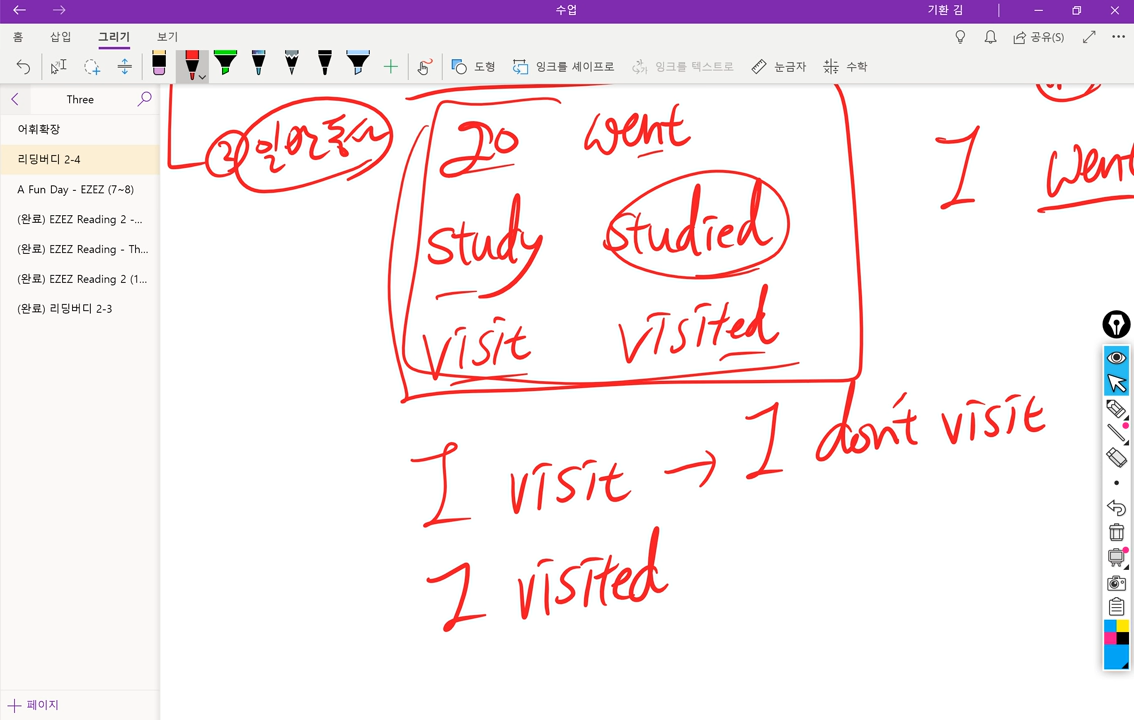 수업
기환 김
홈 삽입 그리기 보기
공유(S)
도형 잉크를 셰이프로 잉크를 텍스트로 눈금자 수학
Three
어휘확장
리딩버디 2-4
A Fun Day - EZEZ (7~8)
(완료) EZEZ Reading 2 -...
(완료) EZEZ Reading - Th...
(완료) EZEZ Reading 2 (1...
(완료) 리딩버디 2-3
페이지
② 일반동사
go went
study studied
visit visited
I went
I visit → I don't visit
I visited